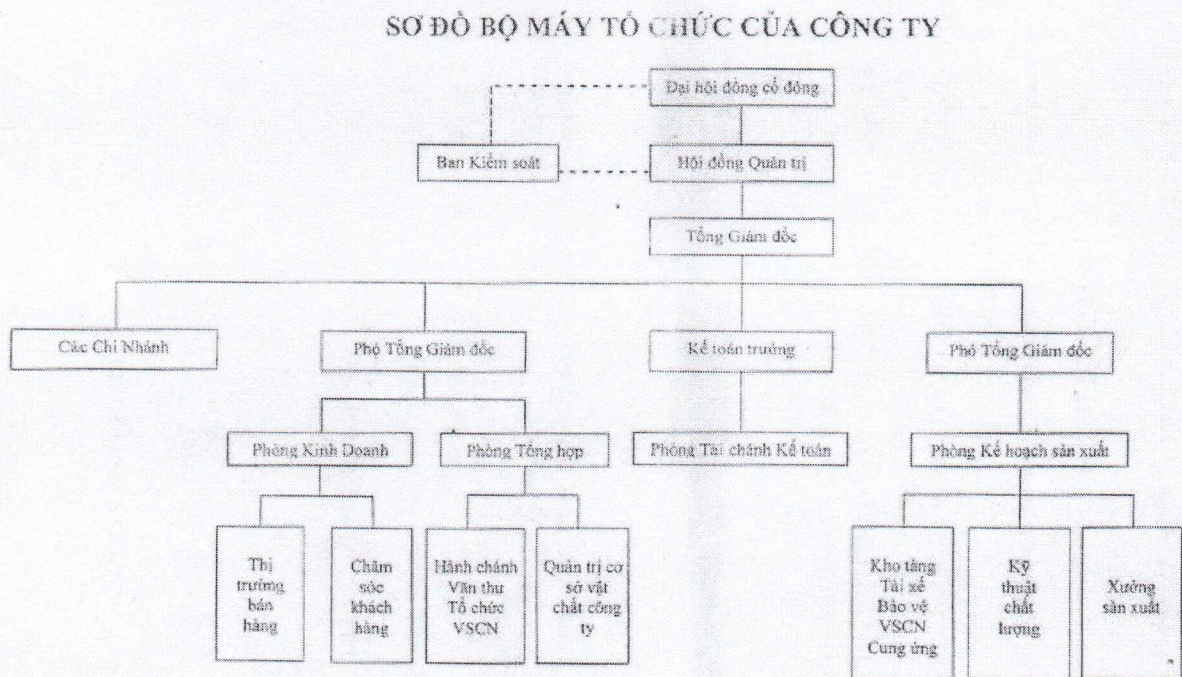 SƠ ĐỒ BỘ MÁY TỔ CHỨC CỦA CÔNG TY
Đại hội đồng cổ đông
Ban Kiểm soát
Hội đồng Quản trị
Tổng Giám đốc
Các Chi Nhánh
Phó Tổng Giám đốc
Kế toán trưởng
Phó Tổng Giám đốc
Phòng Kinh Doanh
Phòng Tổng hợp
Phòng Tài chánh Kế toán
Phòng Kế hoạch sản xuất
Thị
trường
bán
hàng
Chăm
sóc
khách
hàng
Hành chánh
Văn thư
Tổ chức
VSCN
Quản trị cơ
sở vật
chất công
ty
Kho tàng
Tài xế
Bảo vệ
VSCN
Cung ứng
Kỹ
thuật
chất
lượng
Xưởng
sản xuất